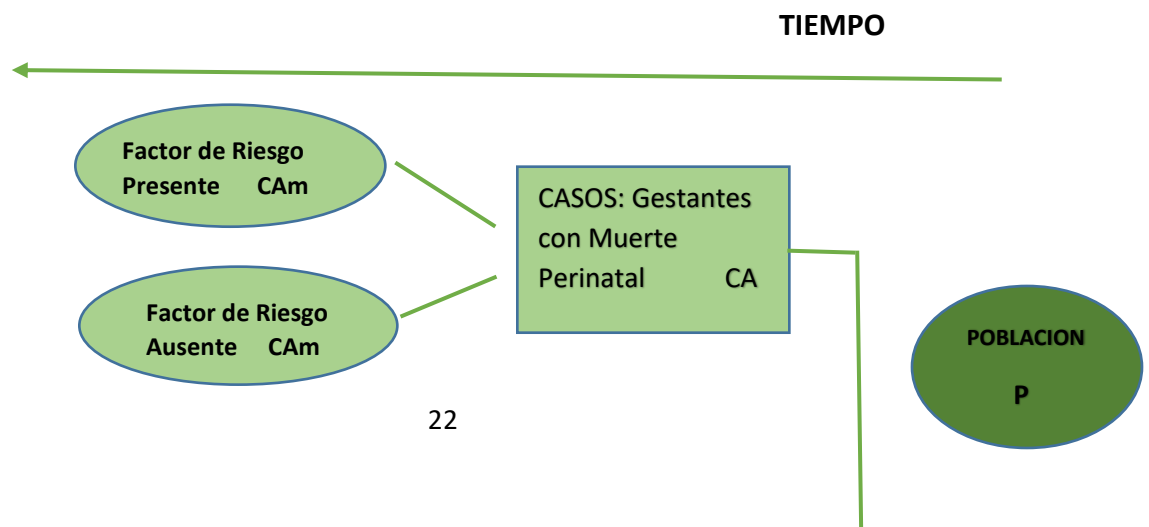 TIEMPO
Factor de Riesgo
Presente CAm
CASOS: Gestantes
con Muerte
Perinatal CA
Factor de Riesgo
Ausente CAm
POBLACION
P
22